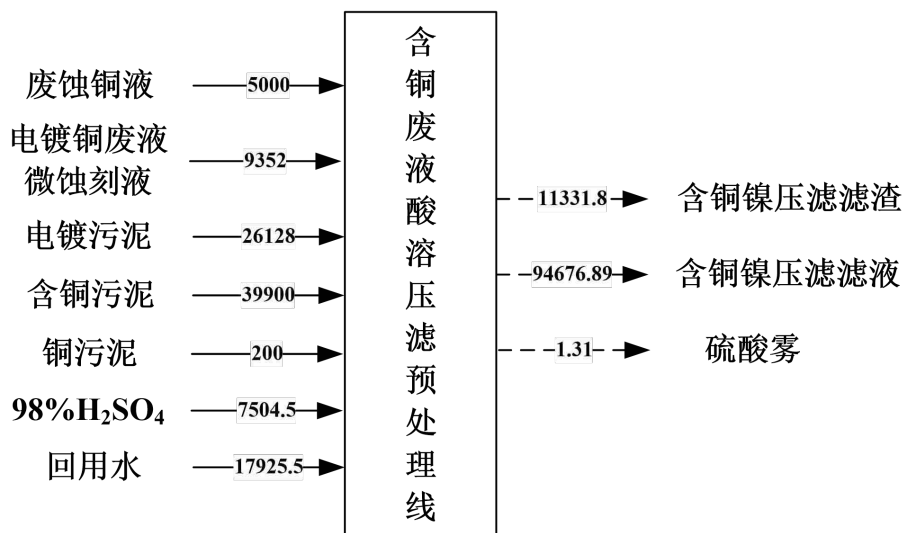 废蚀铜液
5000
电镀铜废液
微蚀刻液
9352
电镀污泥
26128
含铜污泥
39900
铜污泥
200
98%H₂SO₄
7504.5
回用水
17925.5
含铜废液酸溶压滤预处理线
11331.8
含铜镍压滤滤渣
94676.89
含铜镍压滤滤液
1.31
硫酸雾